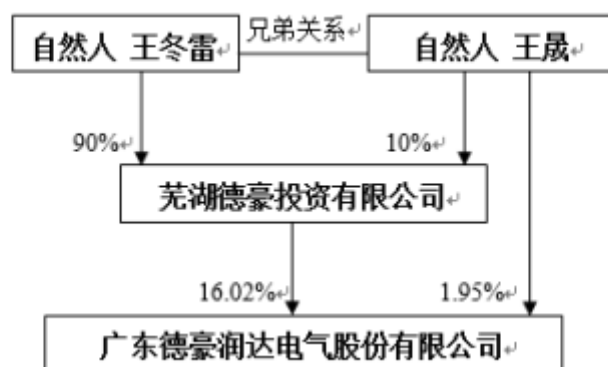 自然人 王冬雷
兄弟关系
自然人 王晟
90%
10%
芜湖德豪投资有限公司
16.02%
1.95%
广东德豪润达电气股份有限公司